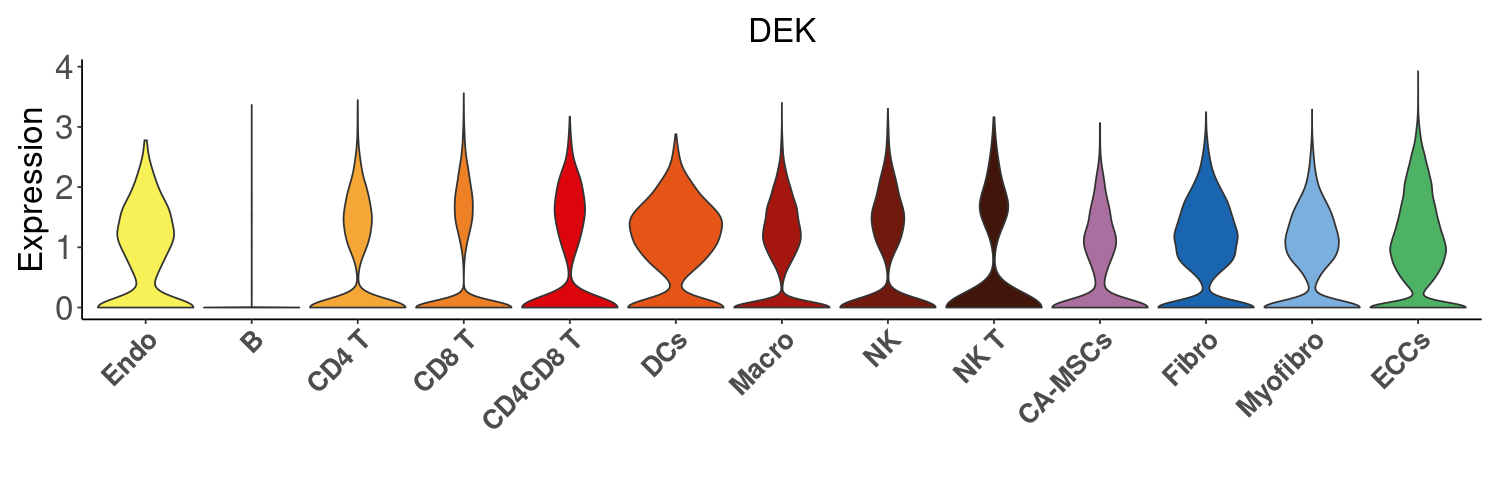 DEK
Expression
4
3
2
1
0
Endo
B
CD4 T
CD8 T
CD4CD8 T
DCs
Macro
NK
NK T
CA-MSCs
Fibro
Myofibro
ECCs